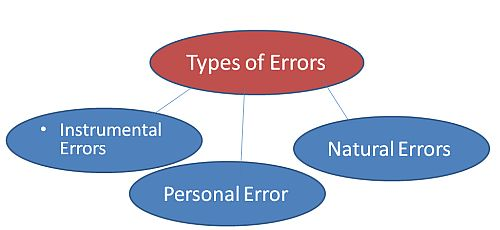 Types of Errors
• Instrumental
Errors
Personal Error
Natural Errors